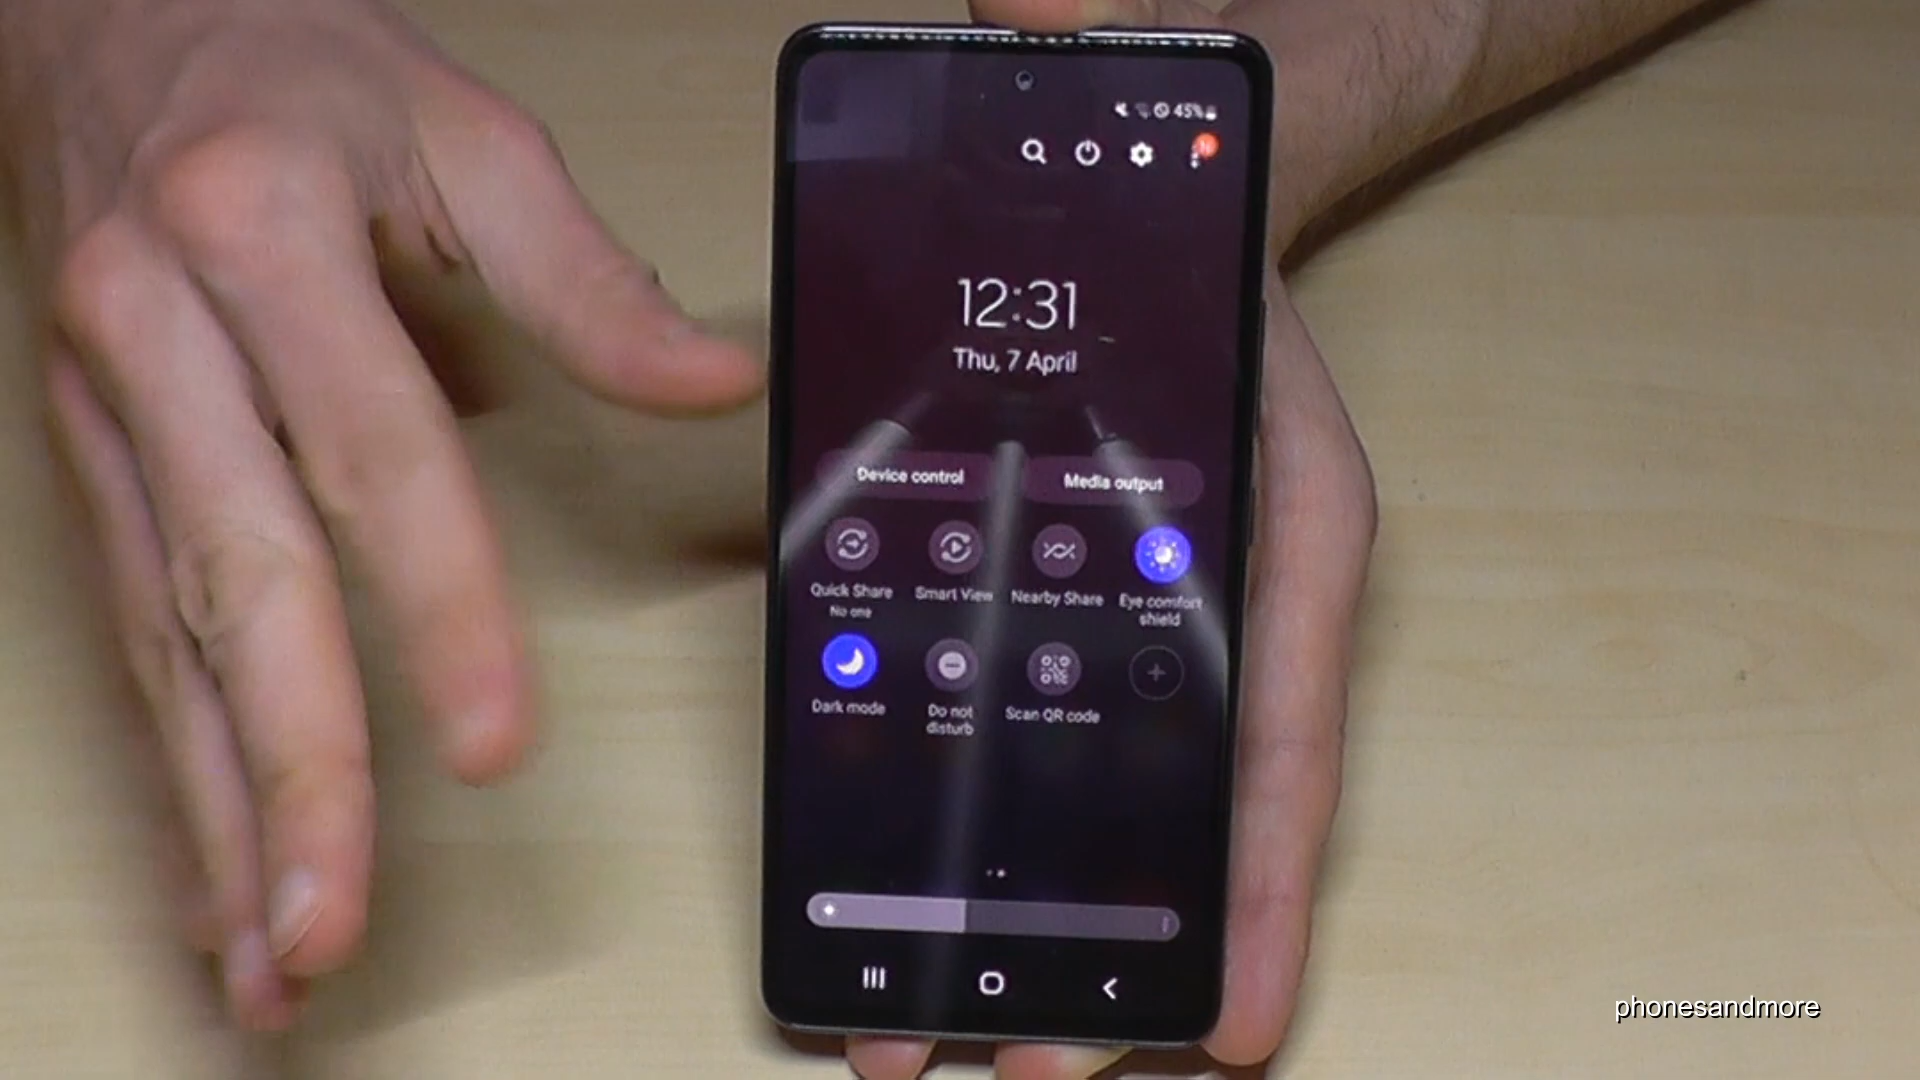 45%
N
12:31
Thu, 7 April
Device control
Media output
Quick Share
No one
Smart View
Nearby Share
Eye comfort
shield
Dark mode
Do not
disturb
Scan QR code
phonesandmore